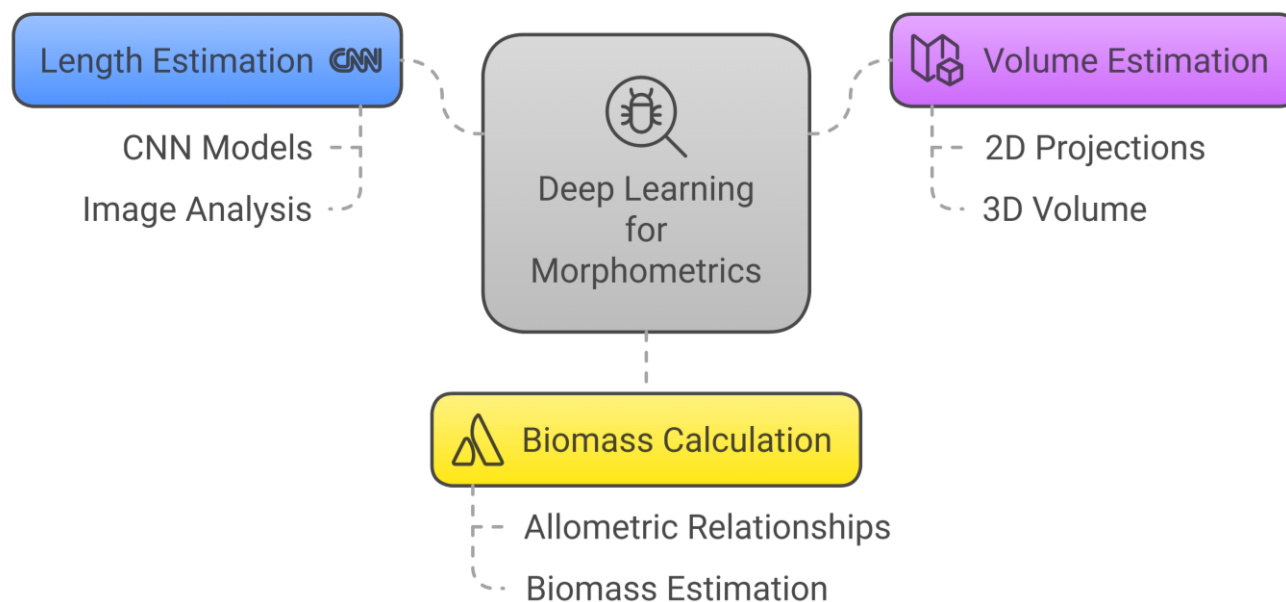 Length Estimation CNN
CNN Models
Image Analysis
Deep Learning
for
Morphometrics
Volume Estimation
2D Projections
3D Volume
Biomass Calculation
Allometric Relationships
Biomass Estimation